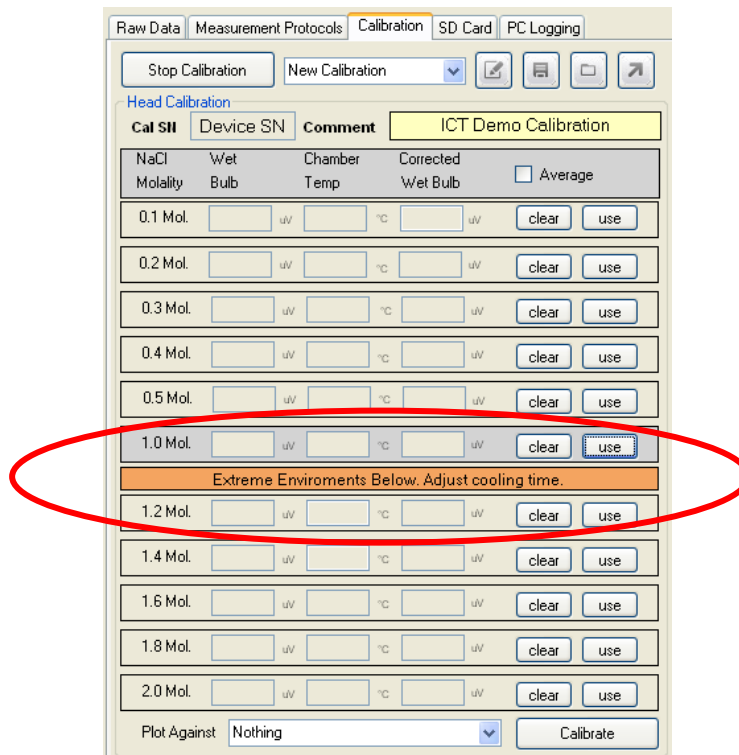 Raw Data Measurement Protocols Calibration SD Card PC Logging
Stop Calibration New Calibration
Head Calibration
Cal SN Device SN Comment ICT Demo Calibration
NaCl Wet Chamber Corrected
Molality Bulb Temp Wet Bulb Average
0.1 Mol. uV °C uV clear use
0.2 Mol. uV °C uV clear use
0.3 Mol. uV °C uV clear use
0.4 Mol. uV °C uV clear use
0.5 Mol. uV °C uV clear use
1.0 Mol. uV °C uV clear use
Extreme Enviroments Below. Adjust cooling time.
1.2 Mol. uV °C uV clear use
1.4 Mol. uV °C uV clear use
1.6 Mol. uV °C uV clear use
1.8 Mol. uV °C uV clear use
2.0 Mol. uV °C uV clear use
Plot Against Nothing Calibrate